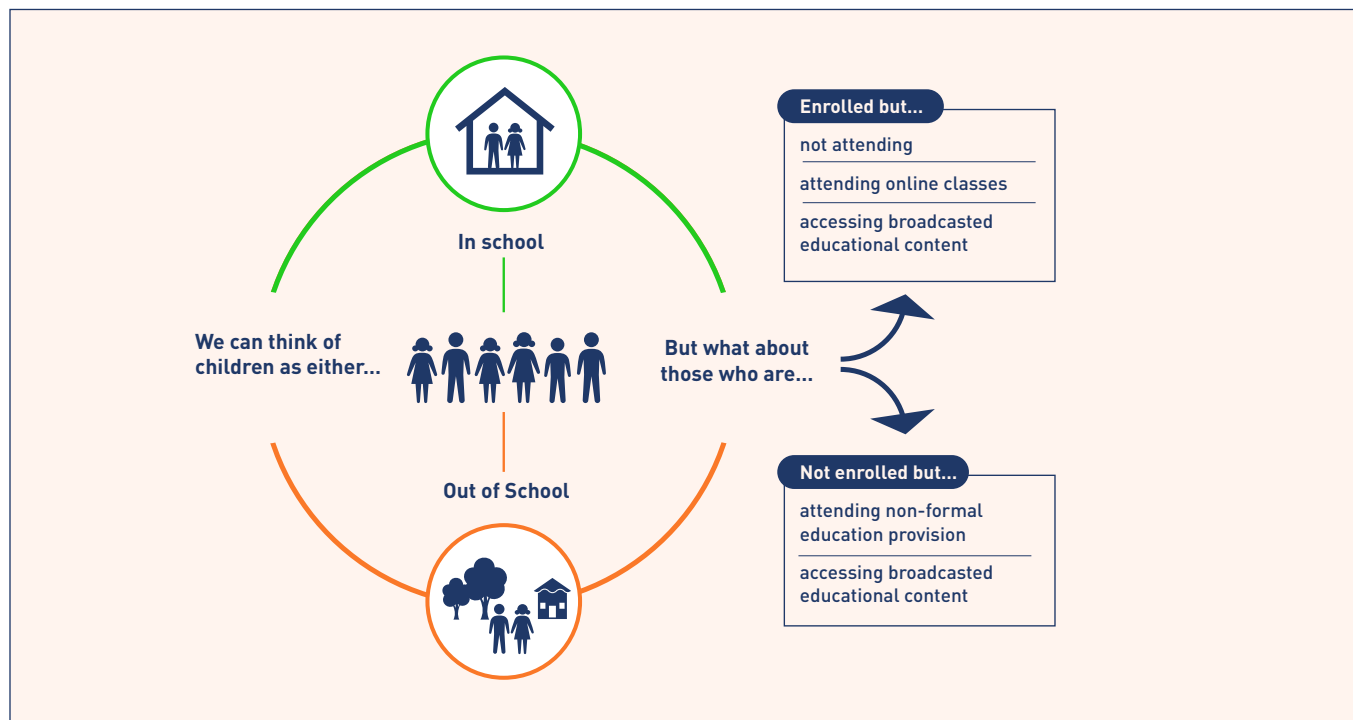 In school
We can think of
children as either...
But what about
those who are...
Out of School
Enrolled but...
not attending
attending online classes
accessing broadcasted
educational content
Not enrolled but...
attending non-formal
education provision
accessing broadcasted
educational content